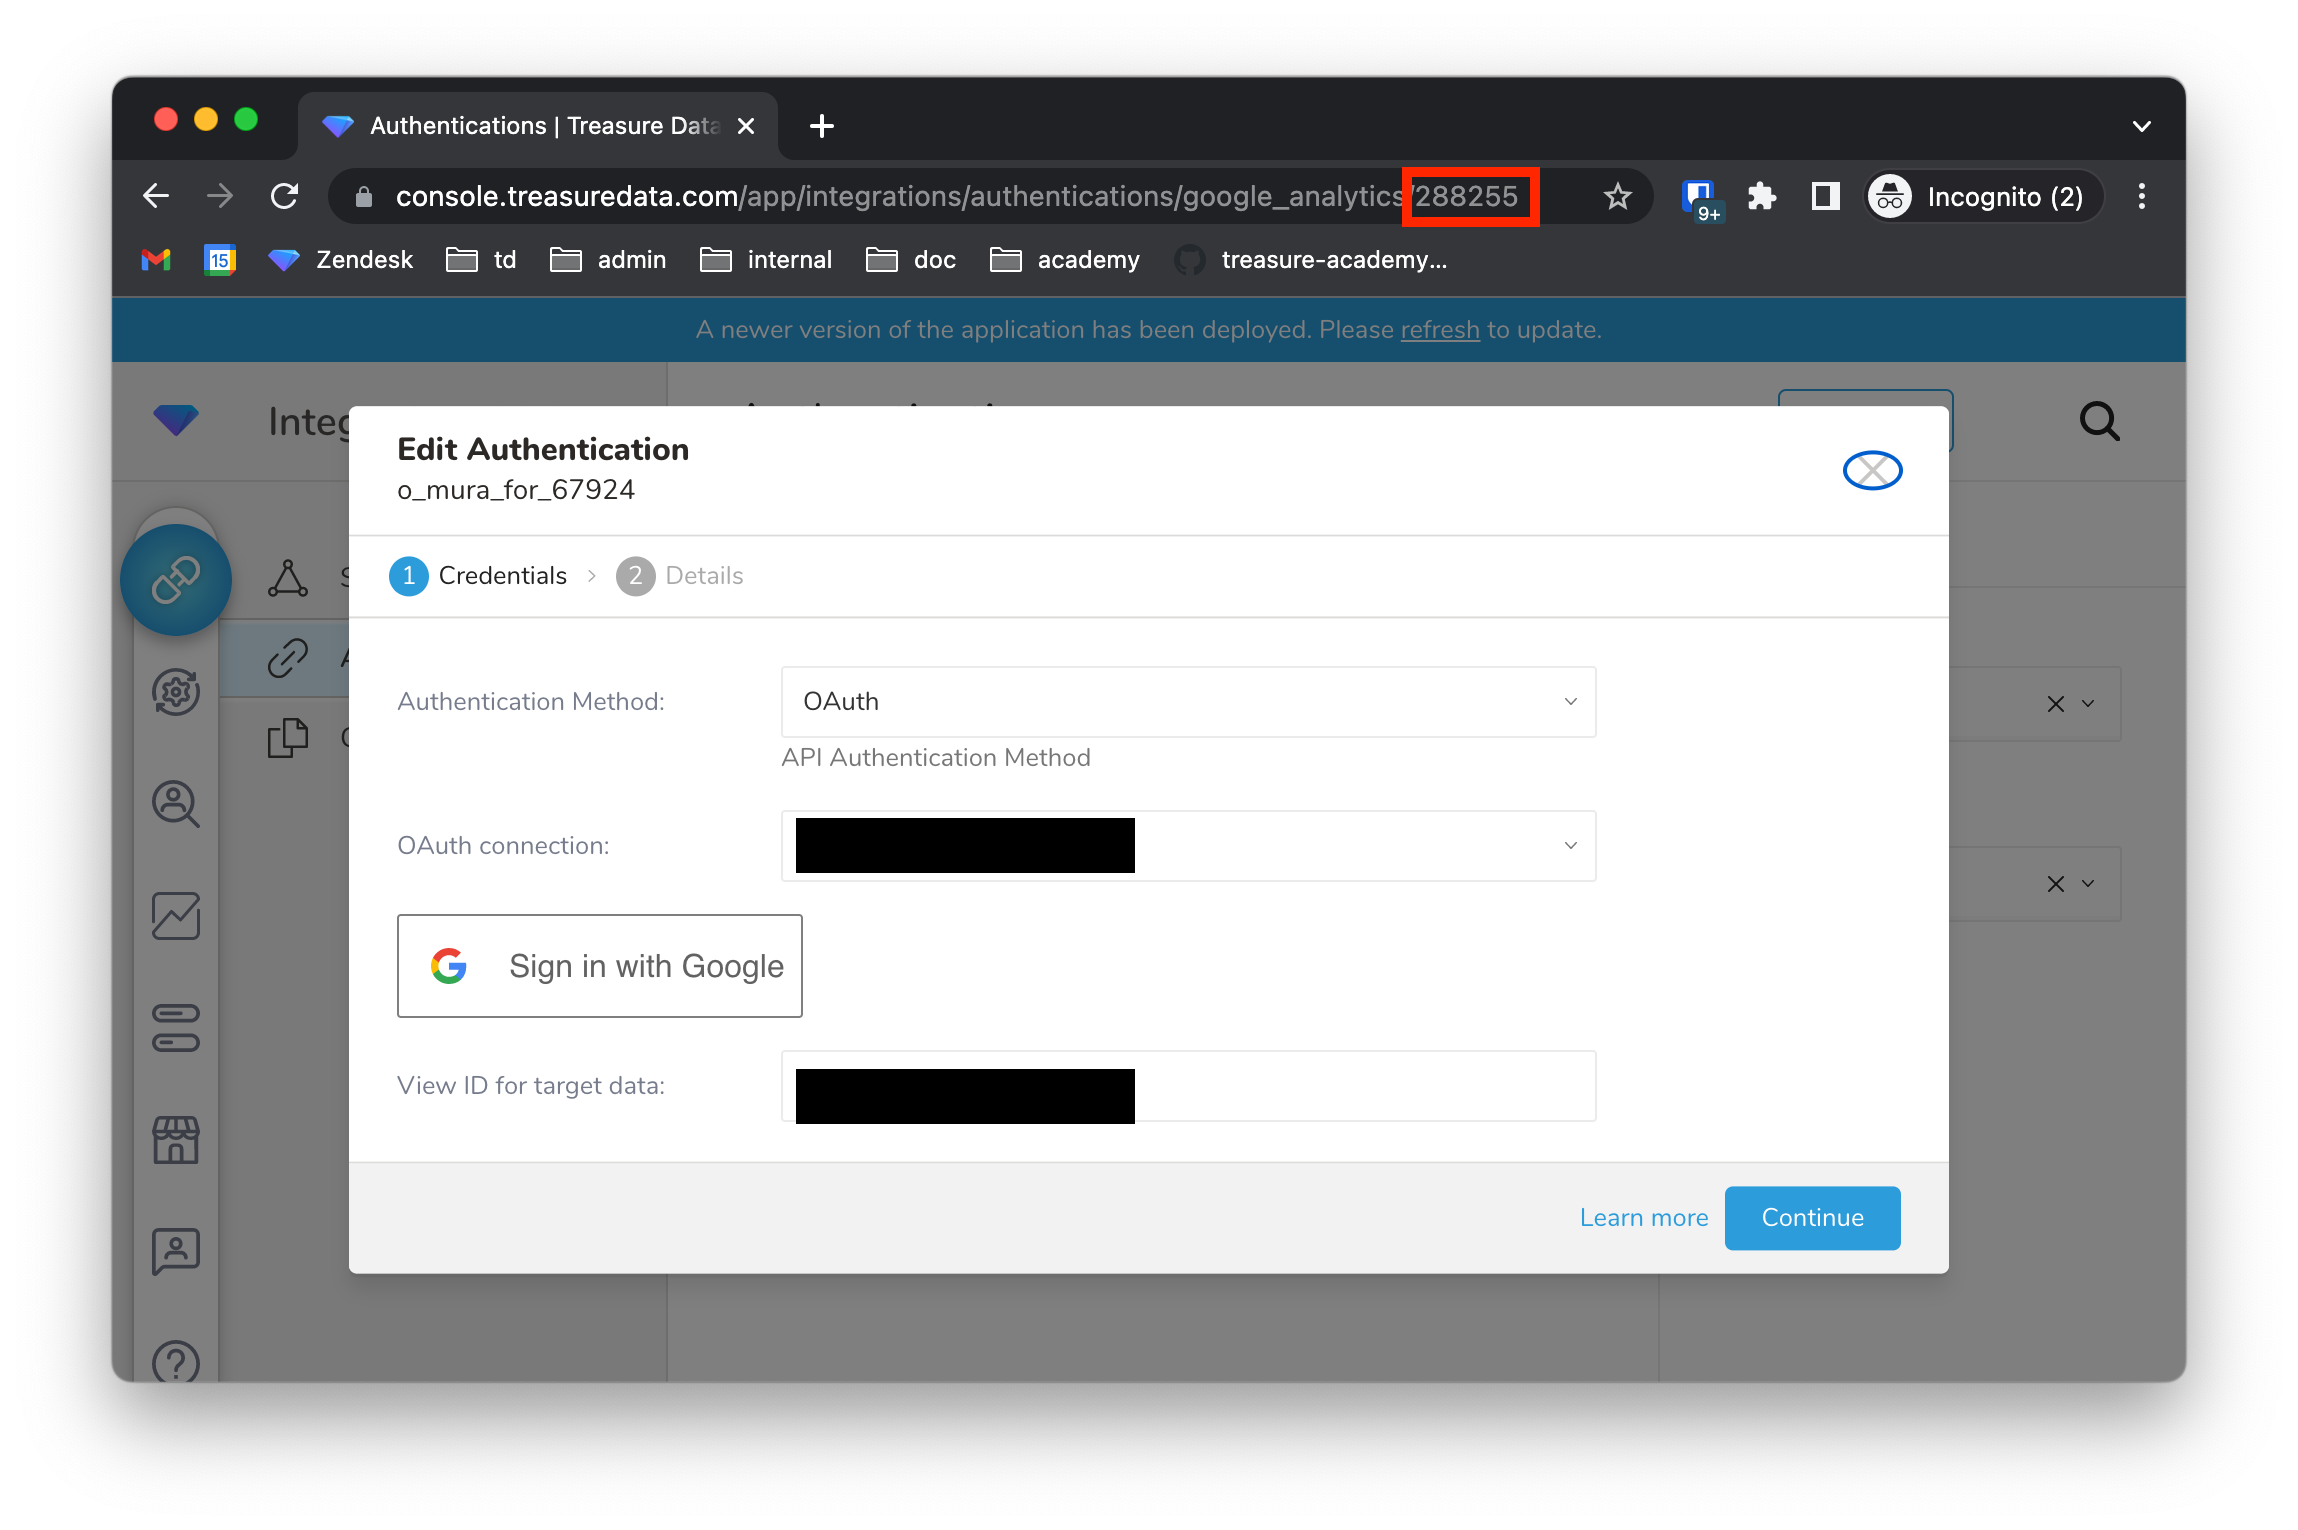 Authentications | Treasure Data
console.treasuredata.com/app/integrations/authentications/google_analytics/288255
9+
Incognito (2)
15
Zendesk
td
admin
internal
doc
academy
treasure-academy...
A newer version of the application has been deployed. Please refresh to update.
Integ
Edit Authentication
o_mura_for_67924
1 Credentials > 2 Details
Authentication Method:
OAuth
API Authentication Method
OAuth connection:
Sign in with Google
View ID for target data:
Learn more
Continue